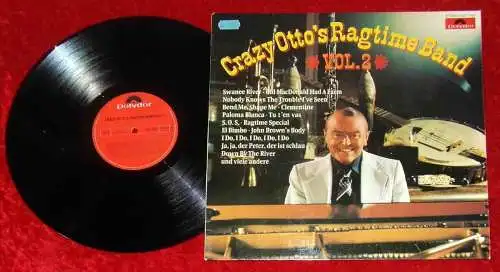 Polydor
Crazy Otto's Ragtime Band
VOL. 2
Swanee River · Old MacDonald Had A Farm
Nobody Knows The Trouble I've Seen
Bend Me, Shape Me · Clementine
Paloma Blanca · Tu t'en vas
S.O.S. · Ragtime Special
El Bimbo · John Brown's Body
I Do, I Do, I Do, I Do, I Do
Ja, ja, der Peter, der ist schlau
Down By The River
und viele andere
Polydor